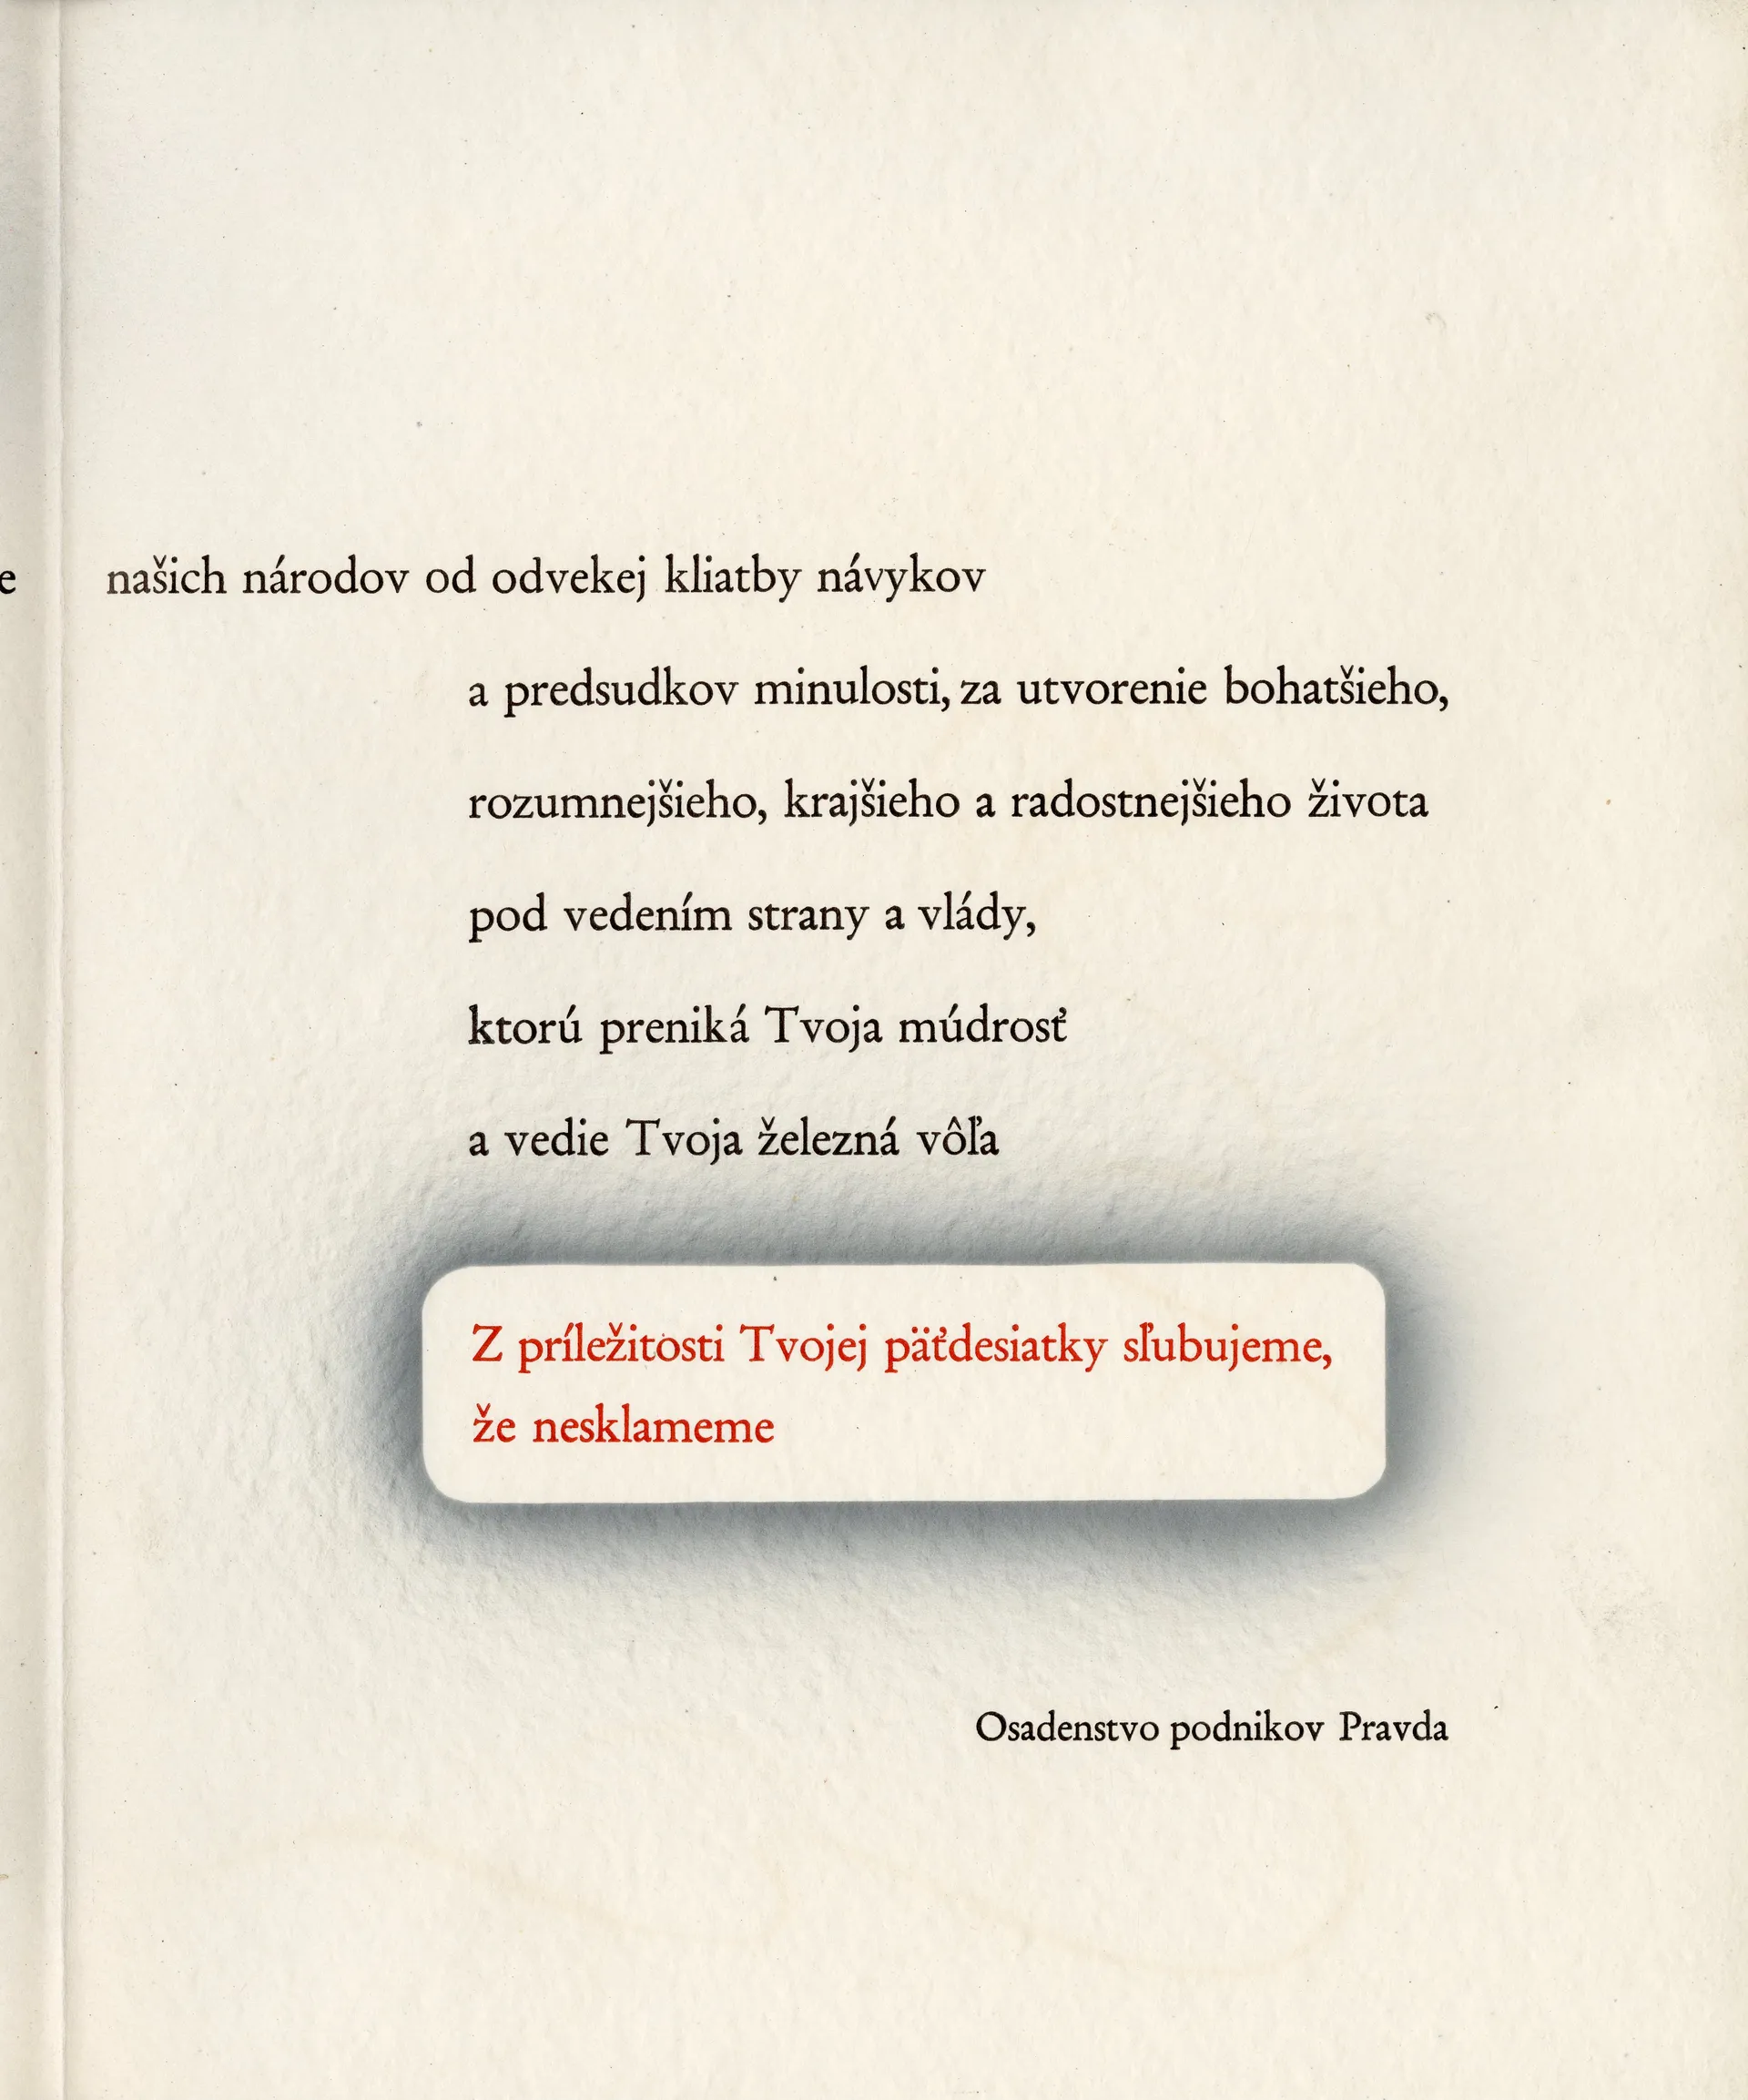 e našich národov od odvekej kliatby návykov
a predsudkov minulosti, za utvorenie bohatšieho,
rozumnejšieho, krajšieho a radostnejšieho života
pod vedením strany a vlády,
ktorú preniká Tvoja múdrosť
a vedie Tvoja železná vôľa
Z príležitosti Tvojej päťdesiatky sľubujeme,
že nesklameme
Osadenstvo podnikov Pravda